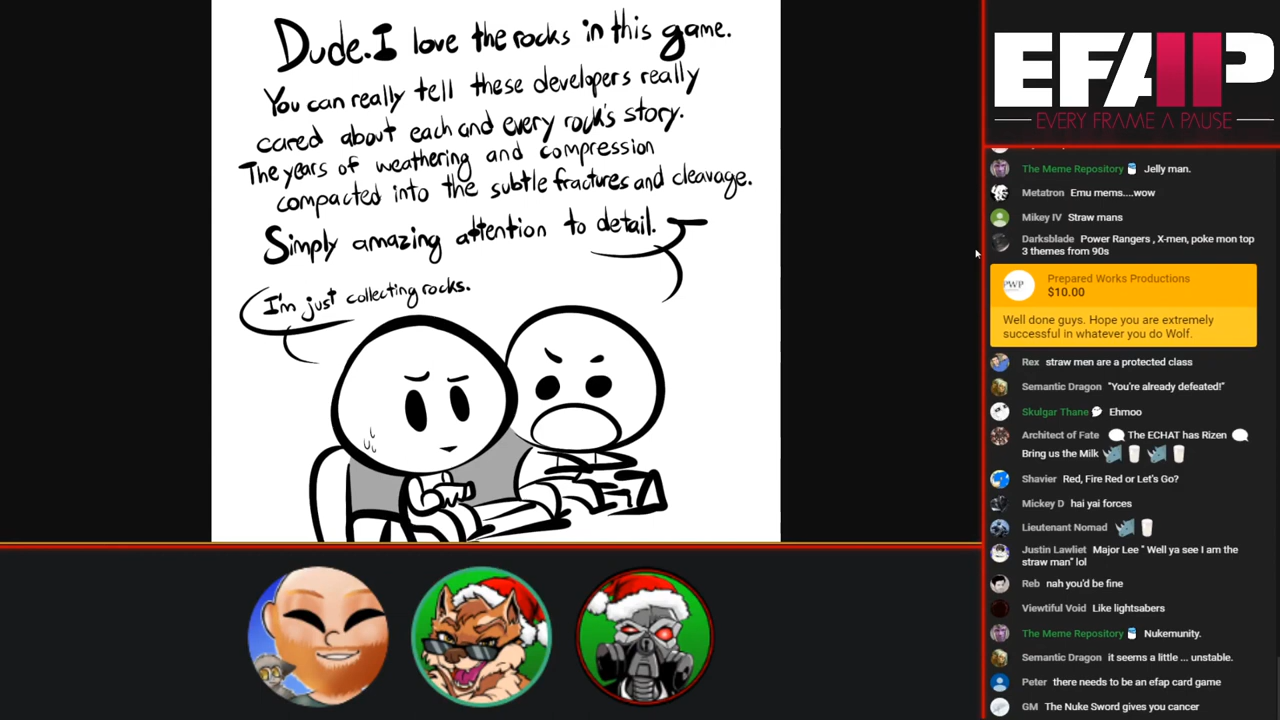 Dude. I love the rocks in this game.
You can really tell these developers really
cared about each and every rock's story.
The years of weathering and compression
compacted into the subtle fractures and cleavage.
Simply amazing attention to detail.
I'm just collecting rocks.
EFAP
EVERY FRAME A PAUSE
The Meme Repository Jelly man.
Metatron Emu mems....wow
Mikey IV Straw mans
Darksblade Power Rangers , X-men, poke mon top
3 themes from 90s
PWP
Prepared Works Productions
$10.00
Well done guys. Hope you are extremely
successful in whatever you do Wolf.
Rex straw men are a protected class
Semantic Dragon "You're already defeated!"
Skulgar Thane Ehmoo
Architect of Fate The ECHAT has Rizen
Bring us the Milk
Shavier Red, Fire Red or Let's Go?
Mickey D hai yai forces
Lieutenant Nomad
Justin Lawliet Major Lee " Well ya see I am the
straw man" lol
Reb nah you'd be fine
Viewtiful Void Like lightsabers
The Meme Repository Nukemunity.
Semantic Dragon it seems a little ... unstable.
Peter there needs to be an efap card game
GM The Nuke Sword gives you cancer